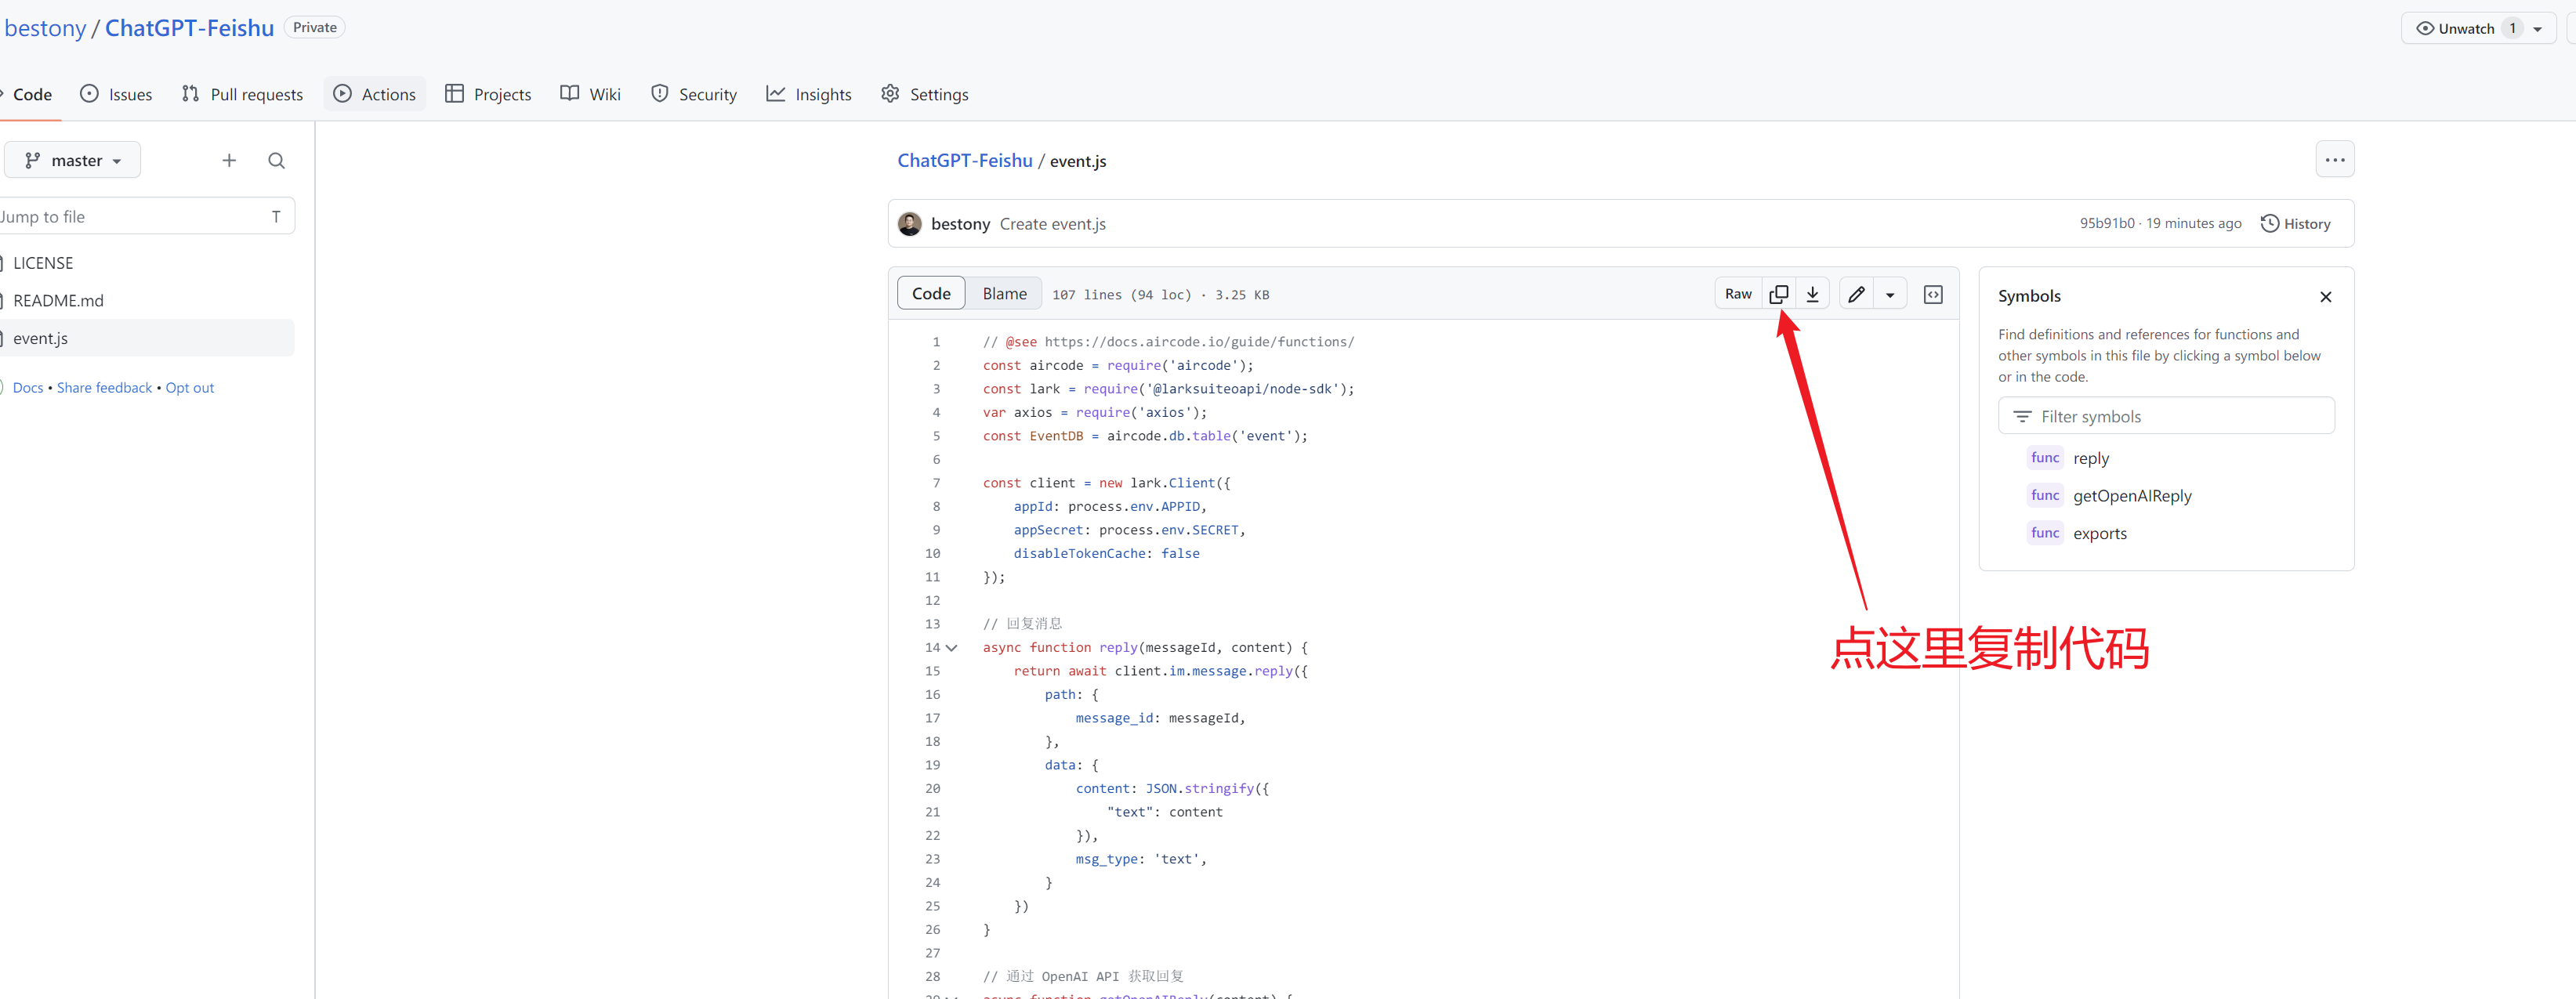 bestony / ChatGPT-Feishu Private
Unwatch 1
Code Issues Pull requests Actions Projects Wiki Security Insights Settings
master
Jump to file T
LICENSE
README.md
event.js
Docs • Share feedback • Opt out
ChatGPT-Feishu / event.js
bestony Create event.js
95b91b0 · 19 minutes ago History
Code Blame 107 lines (94 loc) · 3.25 KB
Raw
1 // @see https://docs.aircode.io/guide/functions/
2 const aircode = require('aircode');
3 const lark = require('@larksuiteoapi/node-sdk');
4 var axios = require('axios');
5 const EventDB = aircode.db.table('event');
6
7 const client = new lark.Client({
8 appId: process.env.APPID,
9 appSecret: process.env.SECRET,
10 disableTokenCache: false
11 });
12
13 // 回复消息
14 async function reply(messageId, content) {
15 return await client.im.message.reply({
16 path: {
17 message_id: messageId,
18 },
19 data: {
20 content: JSON.stringify({
21 "text": content
22 }),
23 msg_type: 'text',
24 }
25 })
26 }
27
28 // 通过 OpenAI API 获取回复
29 async function getOpenAIReply(content) {
点这里复制代码
Symbols
Find definitions and references for functions and
other symbols in this file by clicking a symbol below
or in the code.
Filter symbols
func reply
func getOpenAIReply
func exports